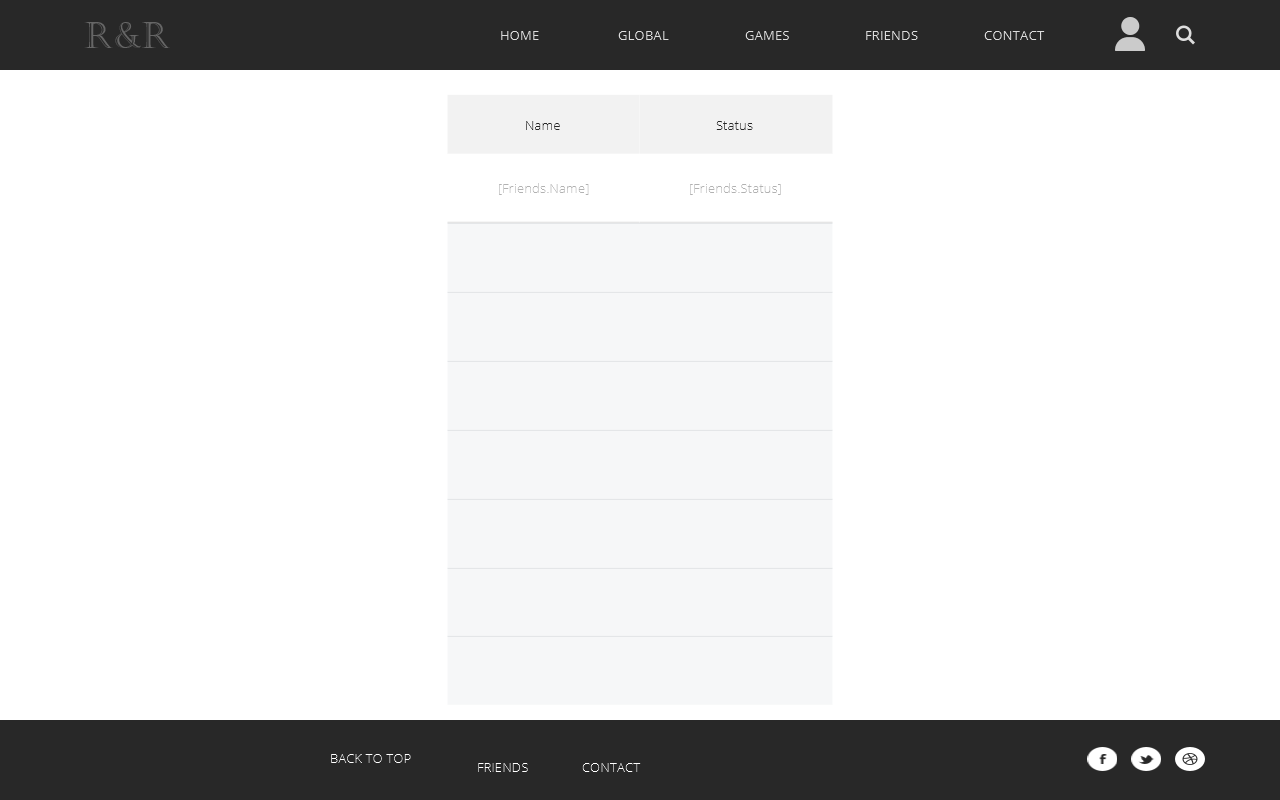 R&R
HOME GLOBAL GAMES FRIENDS CONTACT
Name Status
[Friends.Name] [Friends.Status]
BACK TO TOP
FRIENDS CONTACT
f